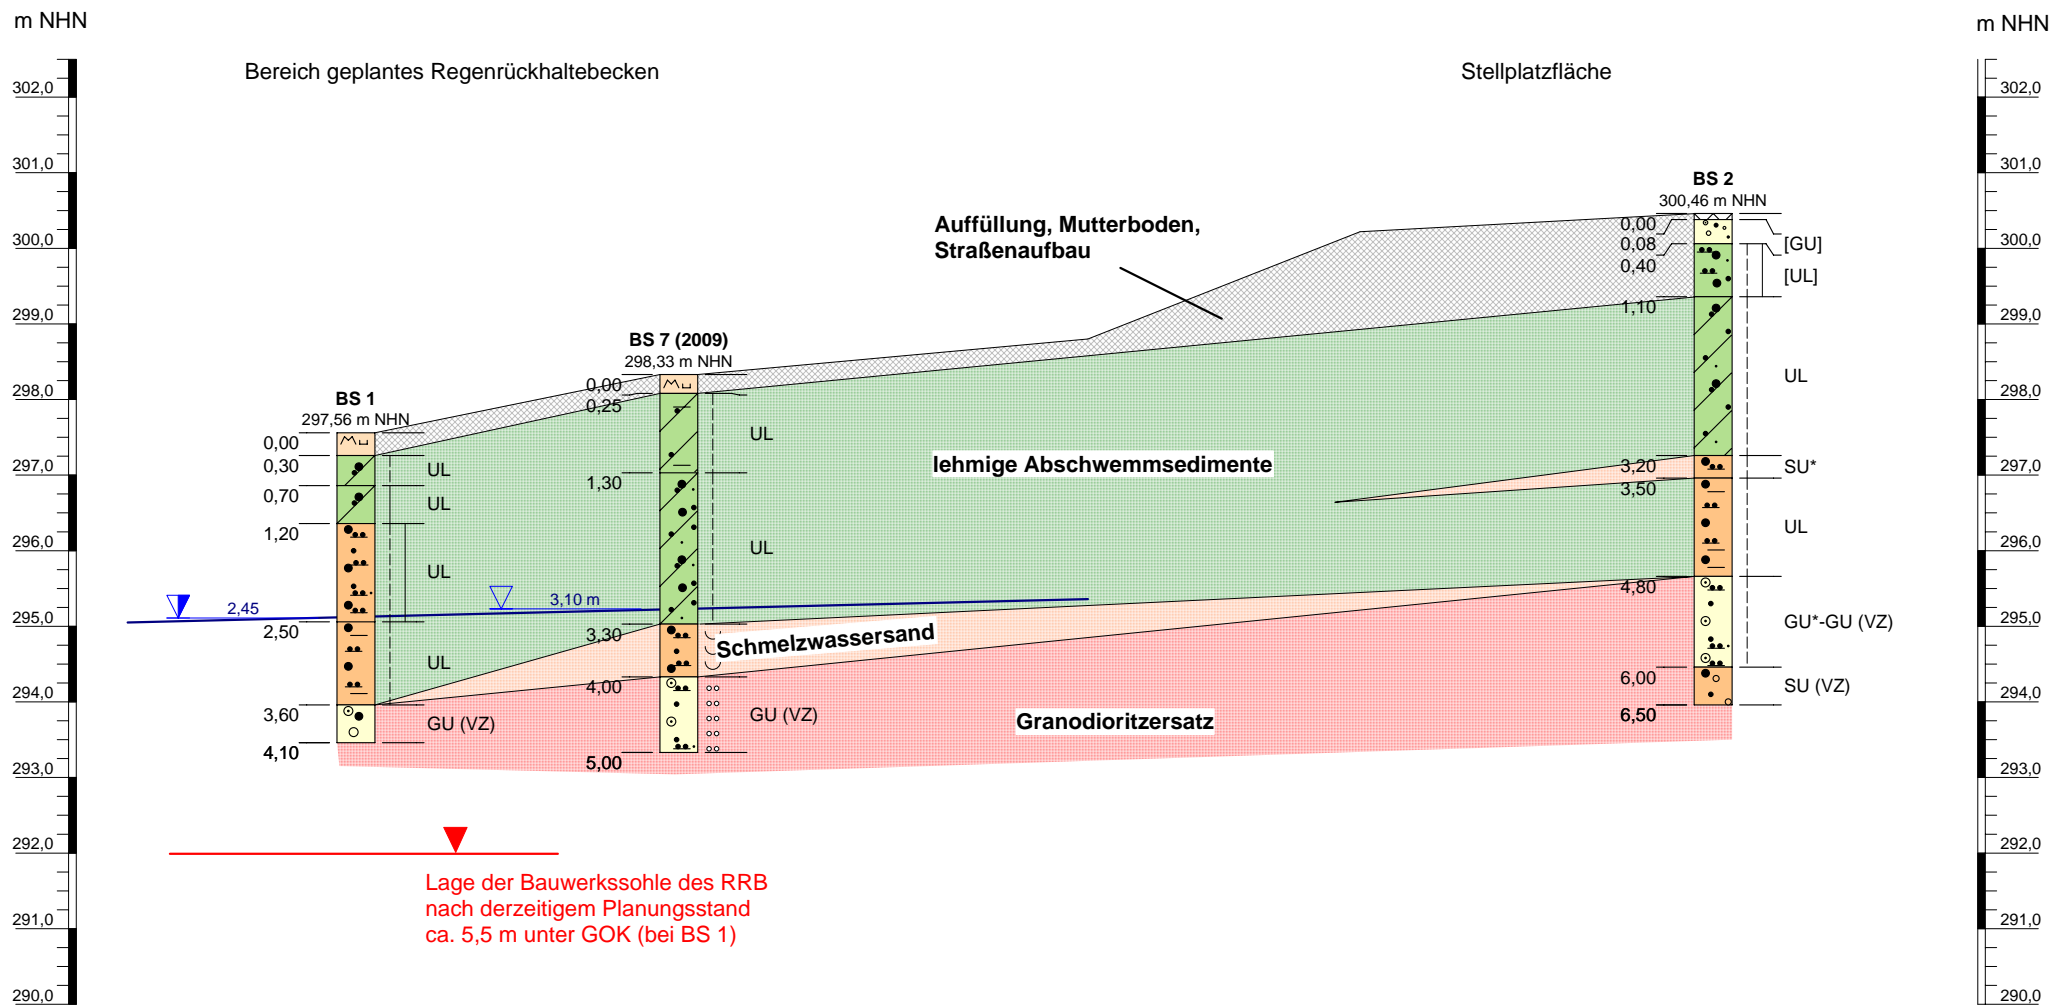 m NHN
m NHN
Bereich geplantes Regenrückhaltebecken
Stellplatzfläche
302,0
301,0
300,0
299,0
298,0
297,0
296,0
295,0
294,0
293,0
292,0
291,0
290,0
BS 1
297,56 m NHN
0,00
0,30
0,70
1,20
2,50
3,60
4,10
UL
UL
UL
UL
GU (VZ)
2,45
3,10 m
BS 7 (2009)
298,33 m NHN
0,00
0,25
1,30
3,30
4,00
5,00
UL
UL
GU (VZ)
Auffüllung, Mutterboden,
Straßenaufbau
lehmige Abschwemmsedimente
Schmelzwassersand
Granodioritzersatz
BS 2
300,46 m NHN
0,00
0,08
0,40
1,10
3,20
3,50
4,80
6,00
6,50
[GU]
[UL]
UL
SU*
UL
GU*-GU (VZ)
SU (VZ)
Lage der Bauwerkssohle des RRB
nach derzeitigem Planungsstand
ca. 5,5 m unter GOK (bei BS 1)
302,0
301,0
300,0
299,0
298,0
297,0
296,0
295,0
294,0
293,0
292,0
291,0
290,0